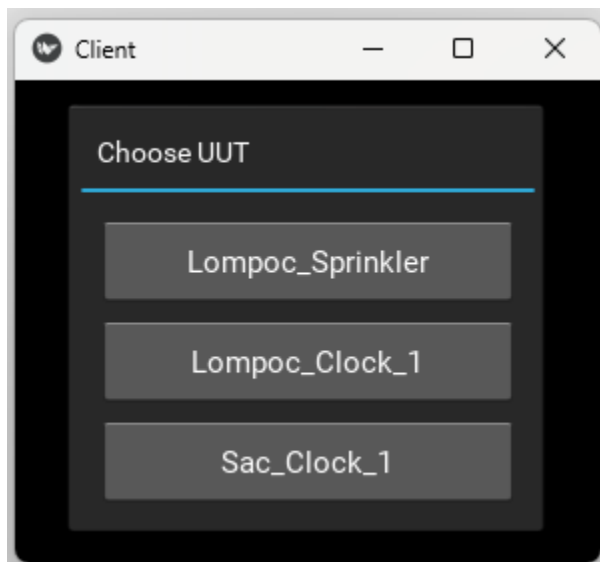 Client
Choose UUT
Lompoc_Sprinkler
Lompoc_Clock_1
Sac_Clock_1